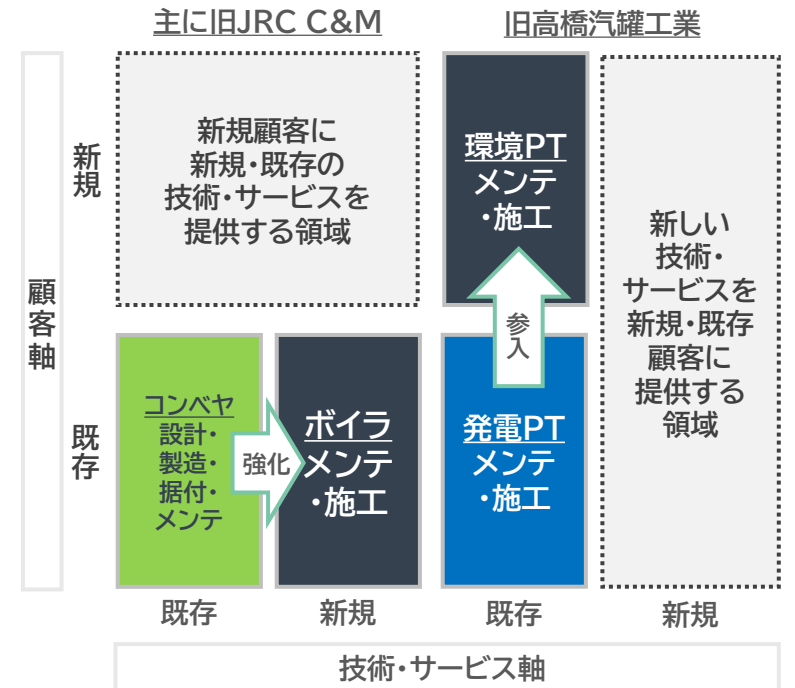 主に旧JRC C&M
旧高橋汽罐工業
顧客軸
新規
既存
新規顧客に
新規・既存の
技術・サービスを
提供する領域
環境PT
メンテ
・施工
新しい
技術・
サービスを
新規・既存
顧客に
提供する
領域
参入
コンベヤ
設計・
製造・
据付・
メンテ
強化
ボイラ
メンテ
・施工
発電PT
メンテ
・施工
既存
新規
既存
新規
技術・サービス軸